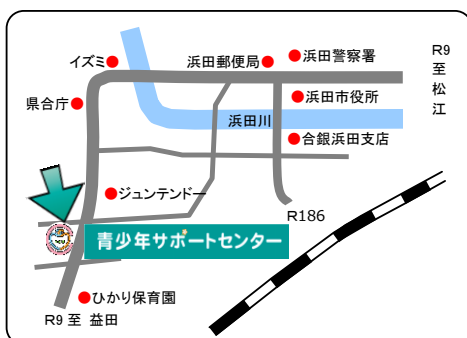 イズミ
浜田郵便局
浜田警察署
R9
至
松
江
県合庁
浜田市役所
浜田川
合銀浜田支店
ジュンテンドー
R186
青少年サポートセンター
ひかり保育園
R9 至 益田